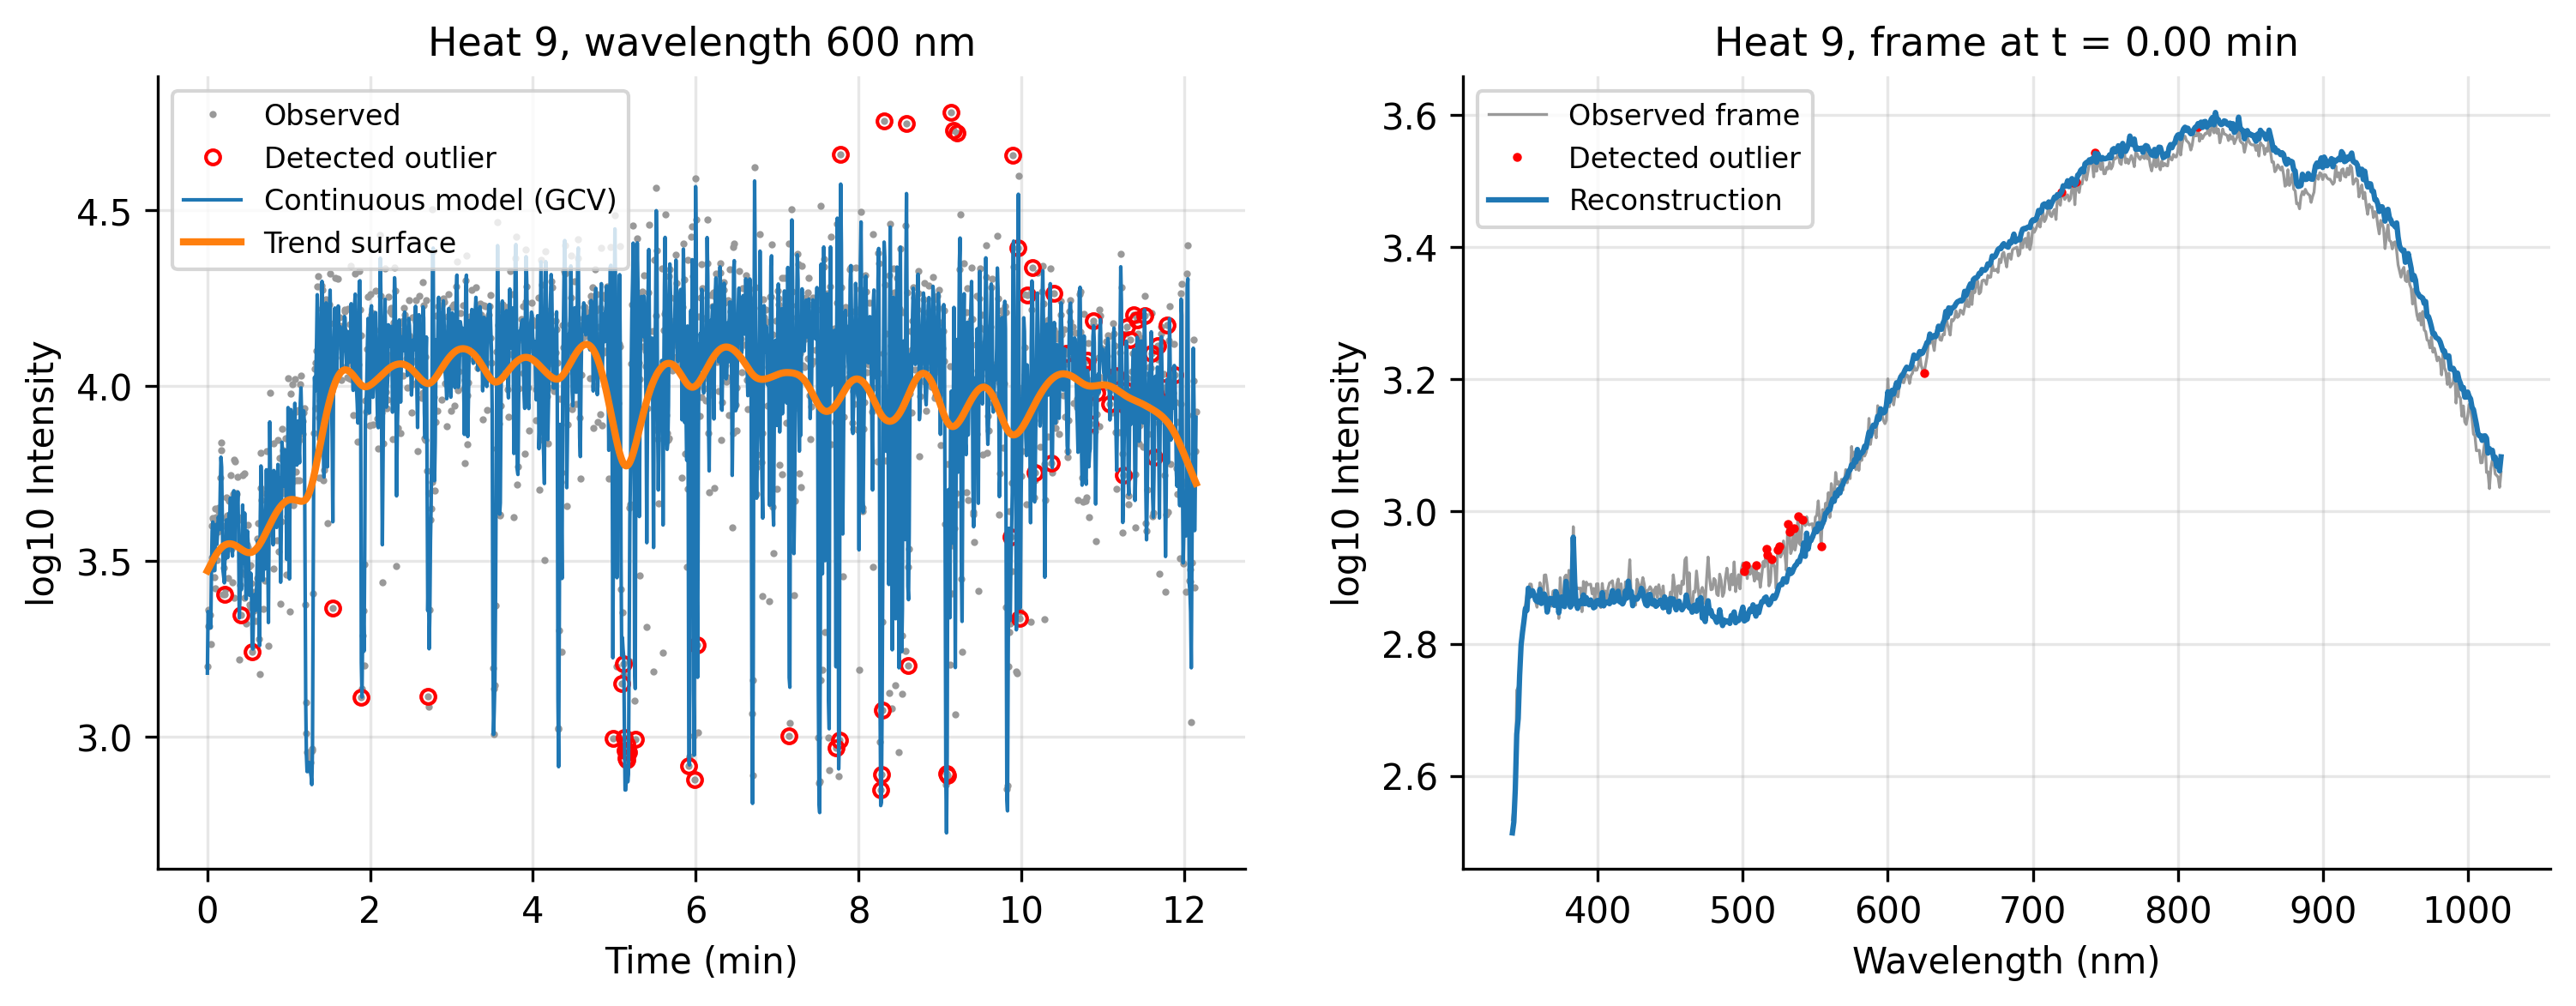 Heat 9, wavelength 600 nm
Observed
Detected outlier
Continuous model (GCV)
Trend surface
log10 Intensity
4.5
4.0
3.5
3.0
0 2 4 6 8 10 12
Time (min)
Heat 9, frame at t = 0.00 min
Observed frame
Detected outlier
Reconstruction
log10 Intensity
3.6
3.4
3.2
3.0
2.8
2.6
400 500 600 700 800 900 1000
Wavelength (nm)